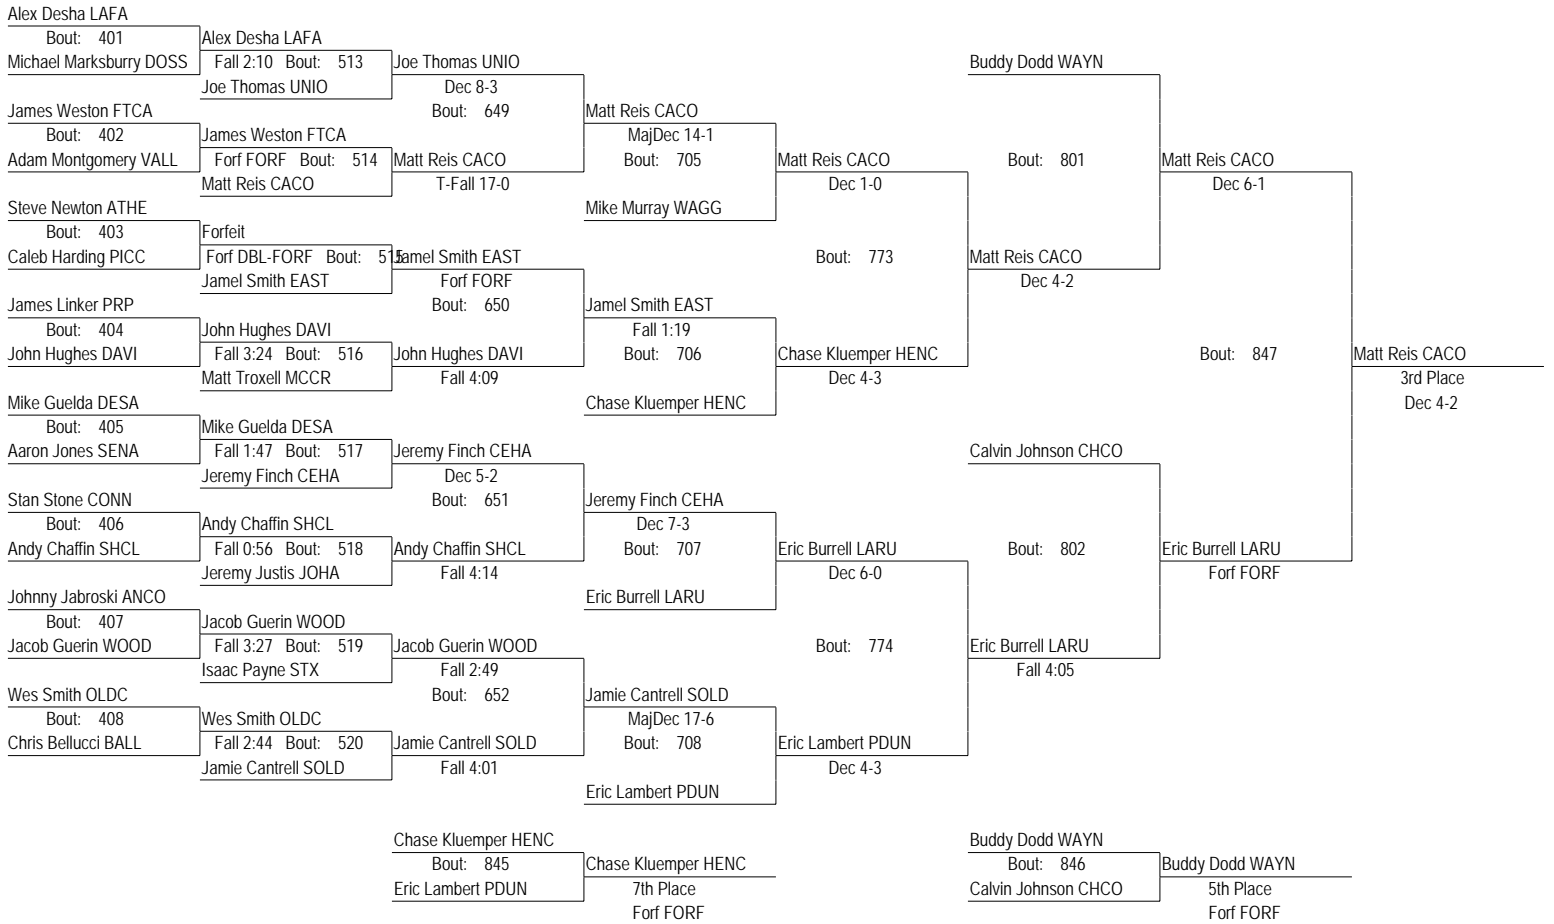 Alex Desha LAFA
Bout: 401
Alex Desha LAFA
Michael Marksburry DOSS
Fall 2:10 Bout: 513
Joe Thomas UNIO
Buddy Dodd WAYN
Joe Thomas UNIO
Dec 8-3
James Weston FTCA
Bout: 649
Matt Reis CACO
Bout: 402
James Weston FTCA
MajDec 14-1
Adam Montgomery VALL
Forf FORF Bout: 514
Matt Reis CACO
Bout: 705
Matt Reis CACO
Bout: 801
Matt Reis CACO
Matt Reis CACO
T-Fall 17-0
Dec 1-0
Dec 6-1
Steve Newton ATHE
Mike Murray WAGG
Bout: 403
Forfeit
Caleb Harding PICC
Forf DBL-FORF Bout: 515
Jamel Smith EAST
Bout: 773
Matt Reis CACO
Jamel Smith EAST
Forf FORF
Dec 4-2
James Linker PRP
Bout: 650
Jamel Smith EAST
Bout: 404
John Hughes DAVI
Fall 1:19
John Hughes DAVI
Fall 3:24 Bout: 516
John Hughes DAVI
Bout: 706
Chase Kluemper HENC
Bout: 847
Matt Reis CACO
Matt Troxell MCCR
Fall 4:09
Dec 4-3
3rd Place
Mike Guelda DESA
Chase Kluemper HENC
Dec 4-2
Bout: 405
Mike Guelda DESA
Aaron Jones SENA
Fall 1:47 Bout: 517
Jeremy Finch CEHA
Calvin Johnson CHCO
Jeremy Finch CEHA
Dec 5-2
Stan Stone CONN
Bout: 651
Jeremy Finch CEHA
Bout: 406
Andy Chaffin SHCL
Dec 7-3
Andy Chaffin SHCL
Fall 0:56 Bout: 518
Andy Chaffin SHCL
Bout: 707
Eric Burrell LARU
Bout: 802
Eric Burrell LARU
Jeremy Justis JOHA
Fall 4:14
Dec 6-0
Forf FORF
Johnny Jabroski ANCO
Eric Burrell LARU
Bout: 407
Jacob Guerin WOOD
Jacob Guerin WOOD
Fall 3:27 Bout: 519
Jacob Guerin WOOD
Bout: 774
Eric Burrell LARU
Isaac Payne STX
Fall 2:49
Fall 4:05
Wes Smith OLDC
Bout: 652
Jamie Cantrell SOLD
Bout: 408
Wes Smith OLDC
MajDec 17-6
Chris Bellucci BALL
Fall 2:44 Bout: 520
Jamie Cantrell SOLD
Bout: 708
Eric Lambert PDUN
Jamie Cantrell SOLD
Fall 4:01
Dec 4-3
Eric Lambert PDUN
Chase Kluemper HENC
Bout: 845
Chase Kluemper HENC
Eric Lambert PDUN
7th Place
Forf FORF
Buddy Dodd WAYN
Bout: 846
Buddy Dodd WAYN
Calvin Johnson CHCO
5th Place
Forf FORF